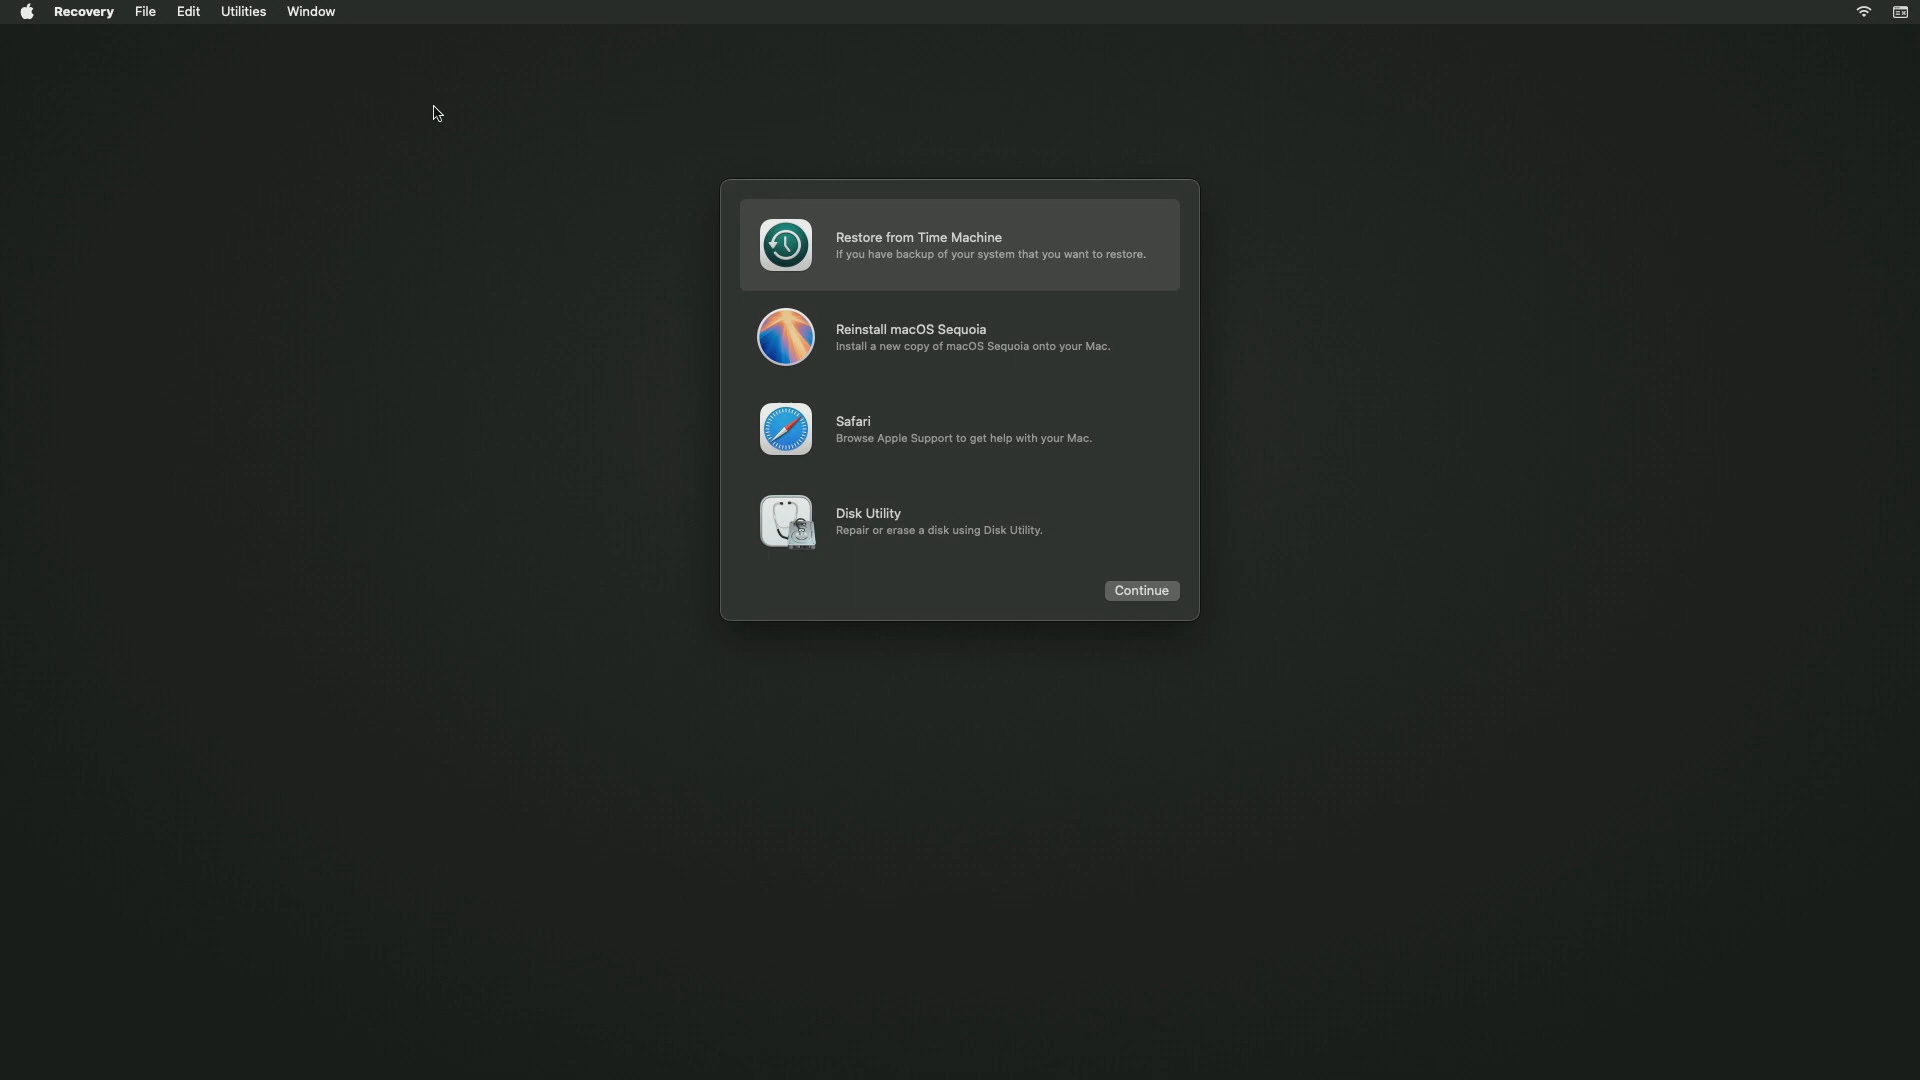 Recovery File Edit Utilities Window
Restore from Time Machine
If you have backup of your system that you want to restore.
Reinstall macOS Sequoia
Install a new copy of macOS Sequoia onto your Mac.
Safari
Browse Apple Support to get help with your Mac.
Disk Utility
Repair or erase a disk using Disk Utility.
Continue